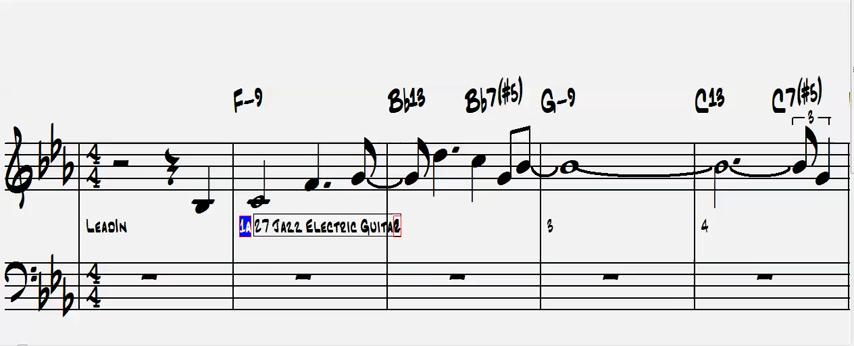 F-9 Bb13 Bb7(#5) G-9 C13 C7(#5)
3
4 4
LEADIN 1A 27 JAZZ ELECTRIC GUITAR 3 4
4 4